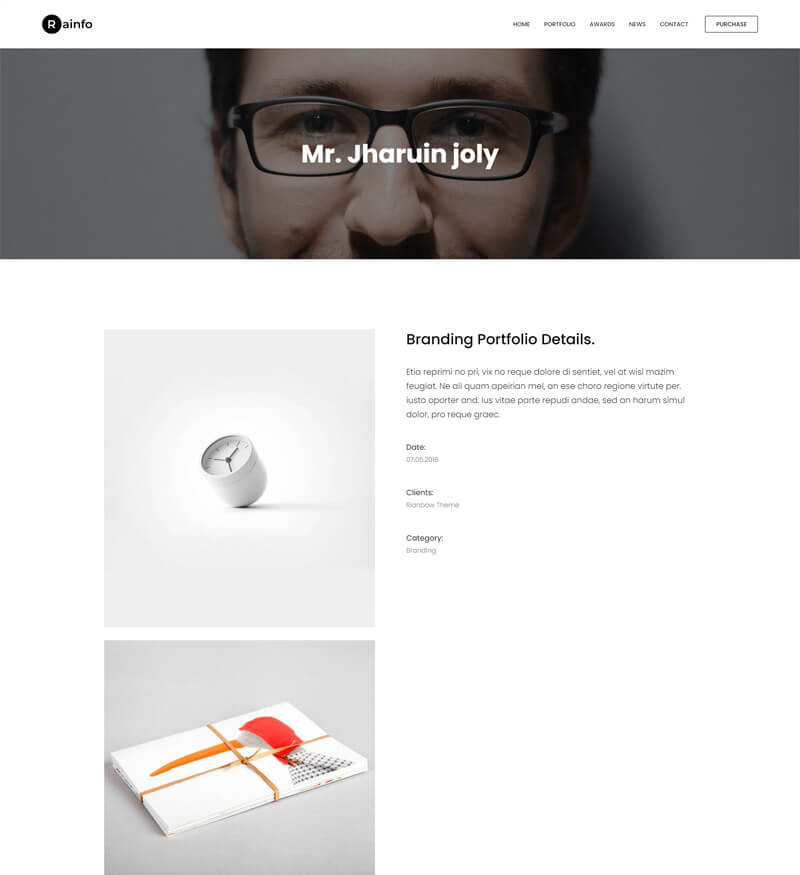 Rainfo
HOME PORTFOLIO AWARDS NEWS CONTACT PURCHASE
Mr. Jharuin joly
Branding Portfolio Details.
Etia reprimi no pri, vix no reque dolore di sentiet, vel at wisi mazim
feugiat. Ne ali quam apeirian mel, an ese choro regione virtute per.
iusto oporter and. Ius vitae parte repudi andae, sed an harum simul
dolor, pro reque graec.
Date:
07.05.2018
Clients:
Rianbow Theme
Category:
Branding